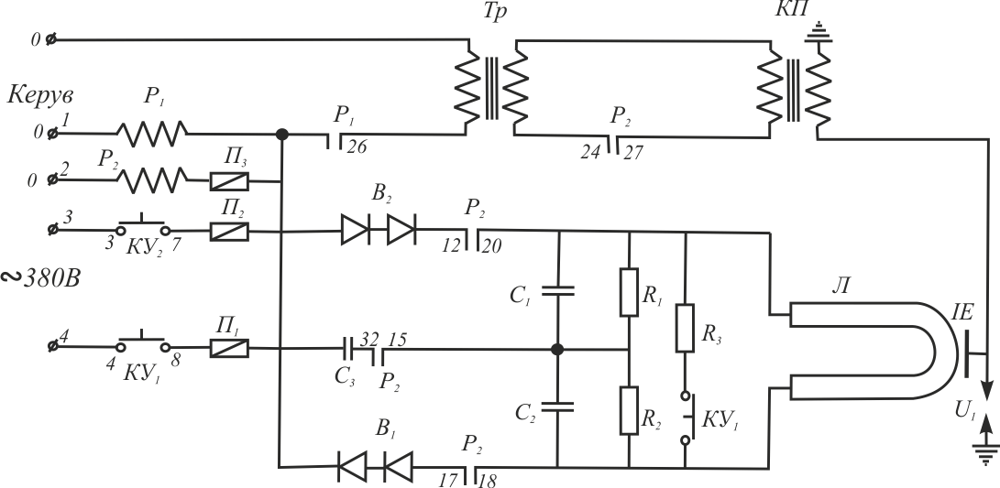 Тр
КП
0
Керув
P₁
1
0
P₁
26
P₂
24
27
P₂
2
0
П₃
3
П₂
B₂
P₂
3
КУ₂
7
12
20
~380В
C₁
R₁
Л
R₃
IE
4
П₁
32
15
4
КУ₁
8
C₃
P₂
C₂
R₂
КУ₁
U₁
B₁
P₂
17
18